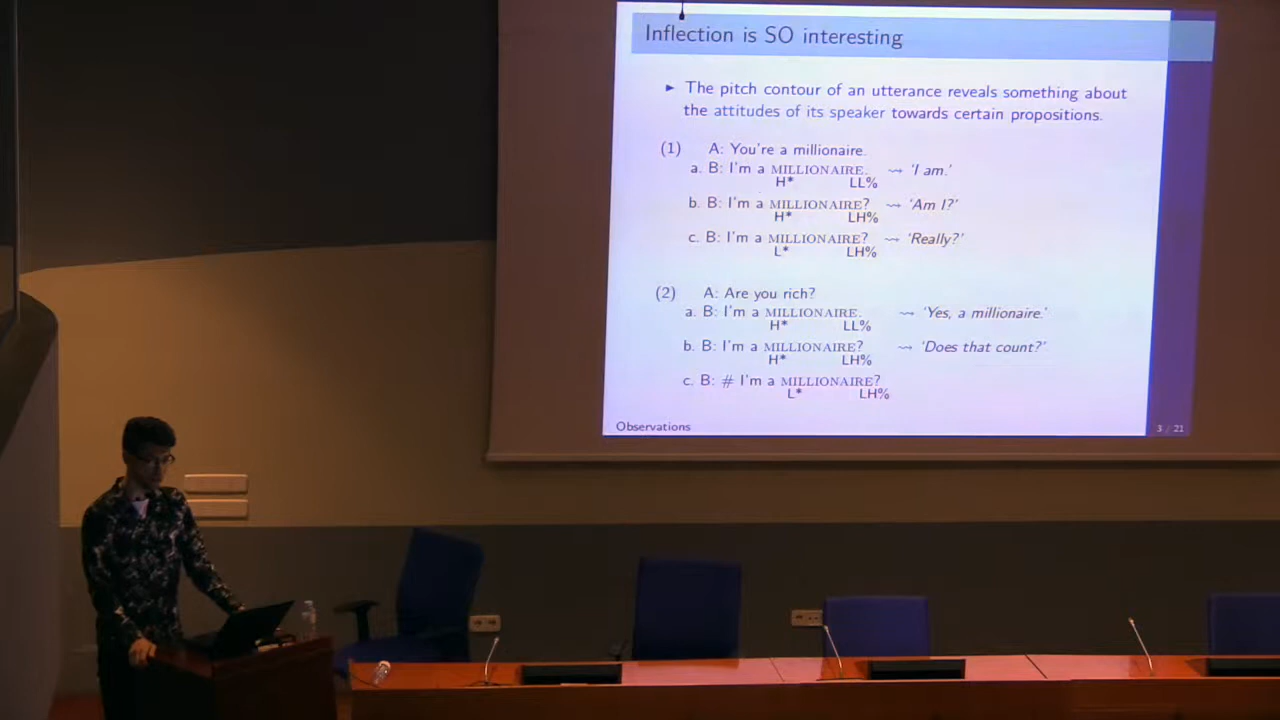 Inflection is SO interesting
► The pitch contour of an utterance reveals something about
the attitudes of its speaker towards certain propositions.
(1) A: You're a millionaire.
a. B: I'm a MILLIONAIRE. ⇝ 'I am.'
H* LL%
b. B: I'm a MILLIONAIRE? ⇝ 'Am I?'
H* LH%
c. B: I'm a MILLIONAIRE? ⇝ 'Really?'
L* LH%
(2) A: Are you rich?
a. B: I'm a MILLIONAIRE. ⇝ 'Yes, a millionaire.'
H* LL%
b. B: I'm a MILLIONAIRE? ⇝ 'Does that count?'
H* LH%
c. B: # I'm a MILLIONAIRE?
L* LH%
Observations 3 / 21